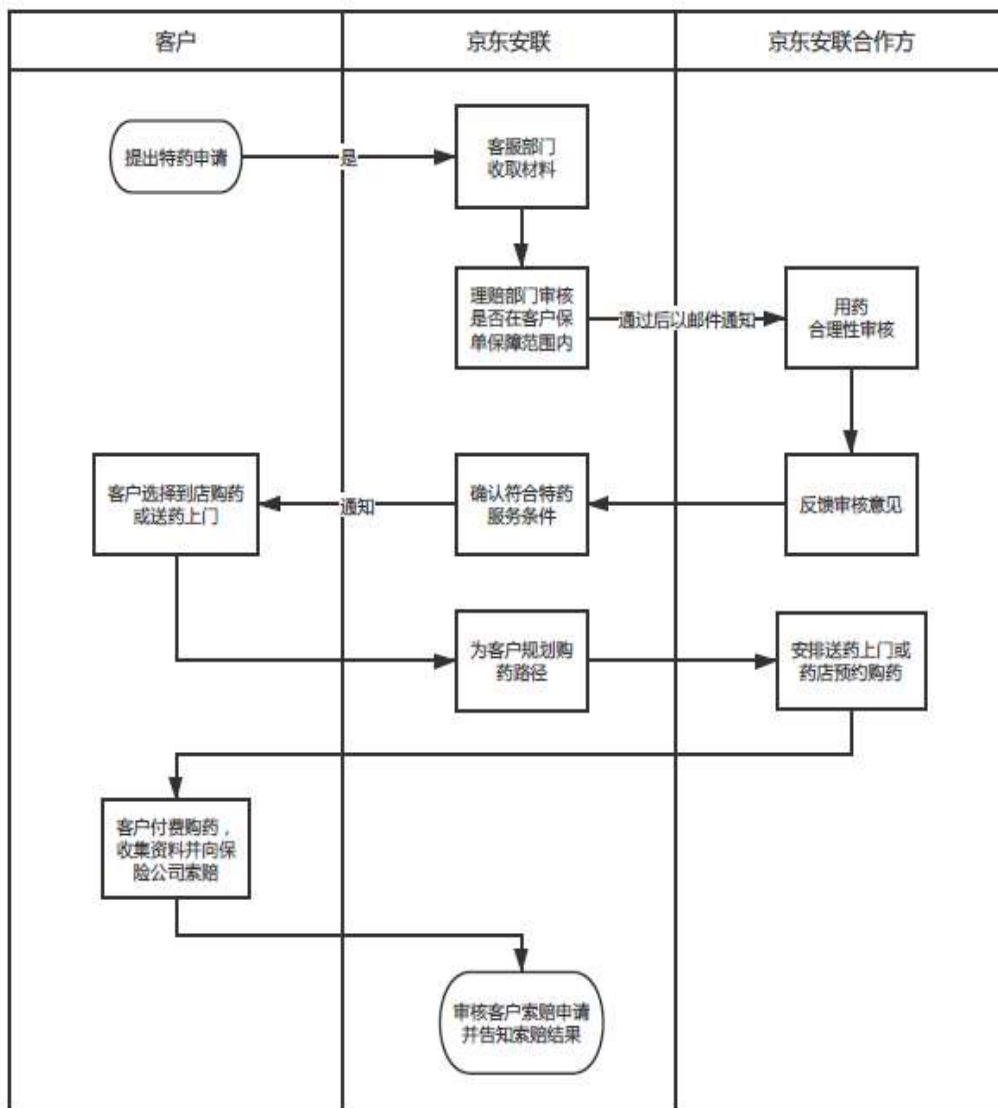 客户
京东安联
京东安联合作方
提出特药申请
是
客服部门
收取材料
理赔部门审核
是否在客户保
单保障范围内
通过后以邮件通知
用药
合理性审核
客户选择到店购药
或送药上门
通知
确认符合特药
服务条件
反馈审核意见
为客户规划购
药路径
安排送药上门或
药店预约购药
客户付费购药，
收集资料并向保
险公司索赔
审核客户索赔申请
并告知索赔结果